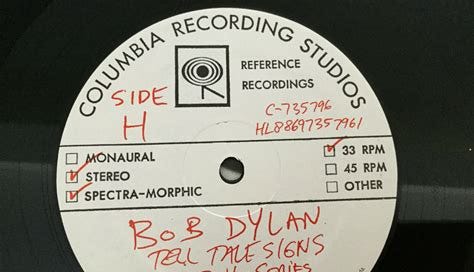 COLUMBIA RECORDING STUDIOS
REFERENCE
RECORDINGS
SIDE
H
C-735796
HL88697357961
MONAURAL
STEREO
SPECTRA-MORPHIC
33 RPM
45 RPM
OTHER
BOB DYLAN
TELL TALE SIGNS
SERIES